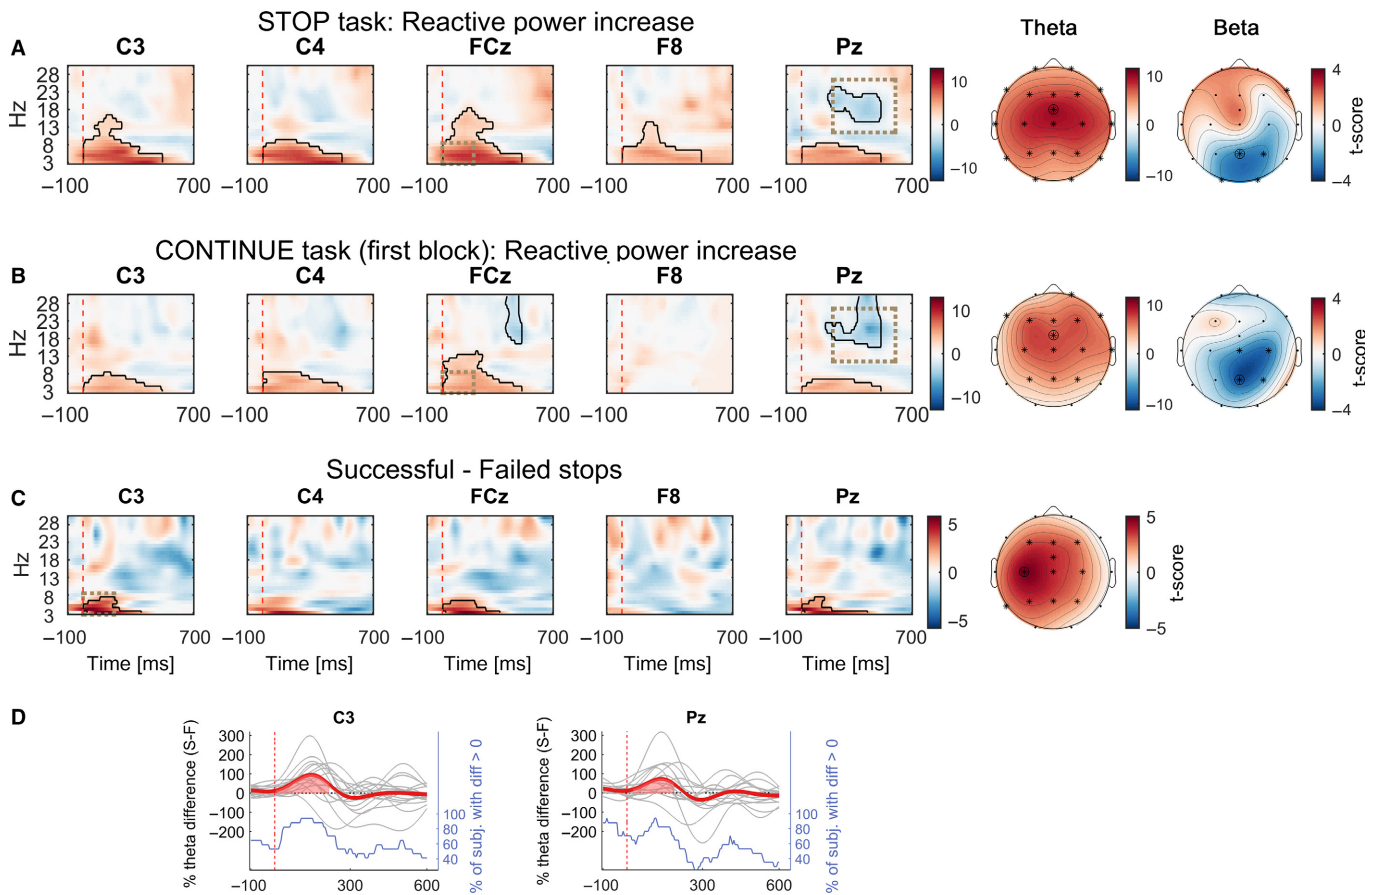 STOP task: Reactive power increase
Theta
Beta
A
C3
C4
FCz
F8
Pz
Hz
28
23
18
13
8
3
−100
700
−100
700
−100
700
−100
700
−100
700
10
0
−10
10
0
−10
4
0
−4
t-score
CONTINUE task (first block): Reactive power increase
B
C3
C4
FCz
F8
Pz
Hz
28
23
18
13
8
3
−100
700
−100
700
−100
700
−100
700
−100
700
10
0
−10
10
0
−10
4
0
−4
t-score
Successful - Failed stops
C
C3
C4
FCz
F8
Pz
Hz
28
23
18
13
8
3
−100
700
−100
700
−100
700
−100
700
−100
700
Time [ms]
Time [ms]
Time [ms]
Time [ms]
Time [ms]
5
0
−5
5
0
−5
t-score
D
C3
% theta difference (S-F)
300
200
100
0
−100
−200
100
80
60
40
% of subj. with diff > 0
−100
300
600
Pz
% theta difference (S-F)
300
200
100
0
−100
−200
100
80
60
40
% of subj. with diff > 0
−100
300
600